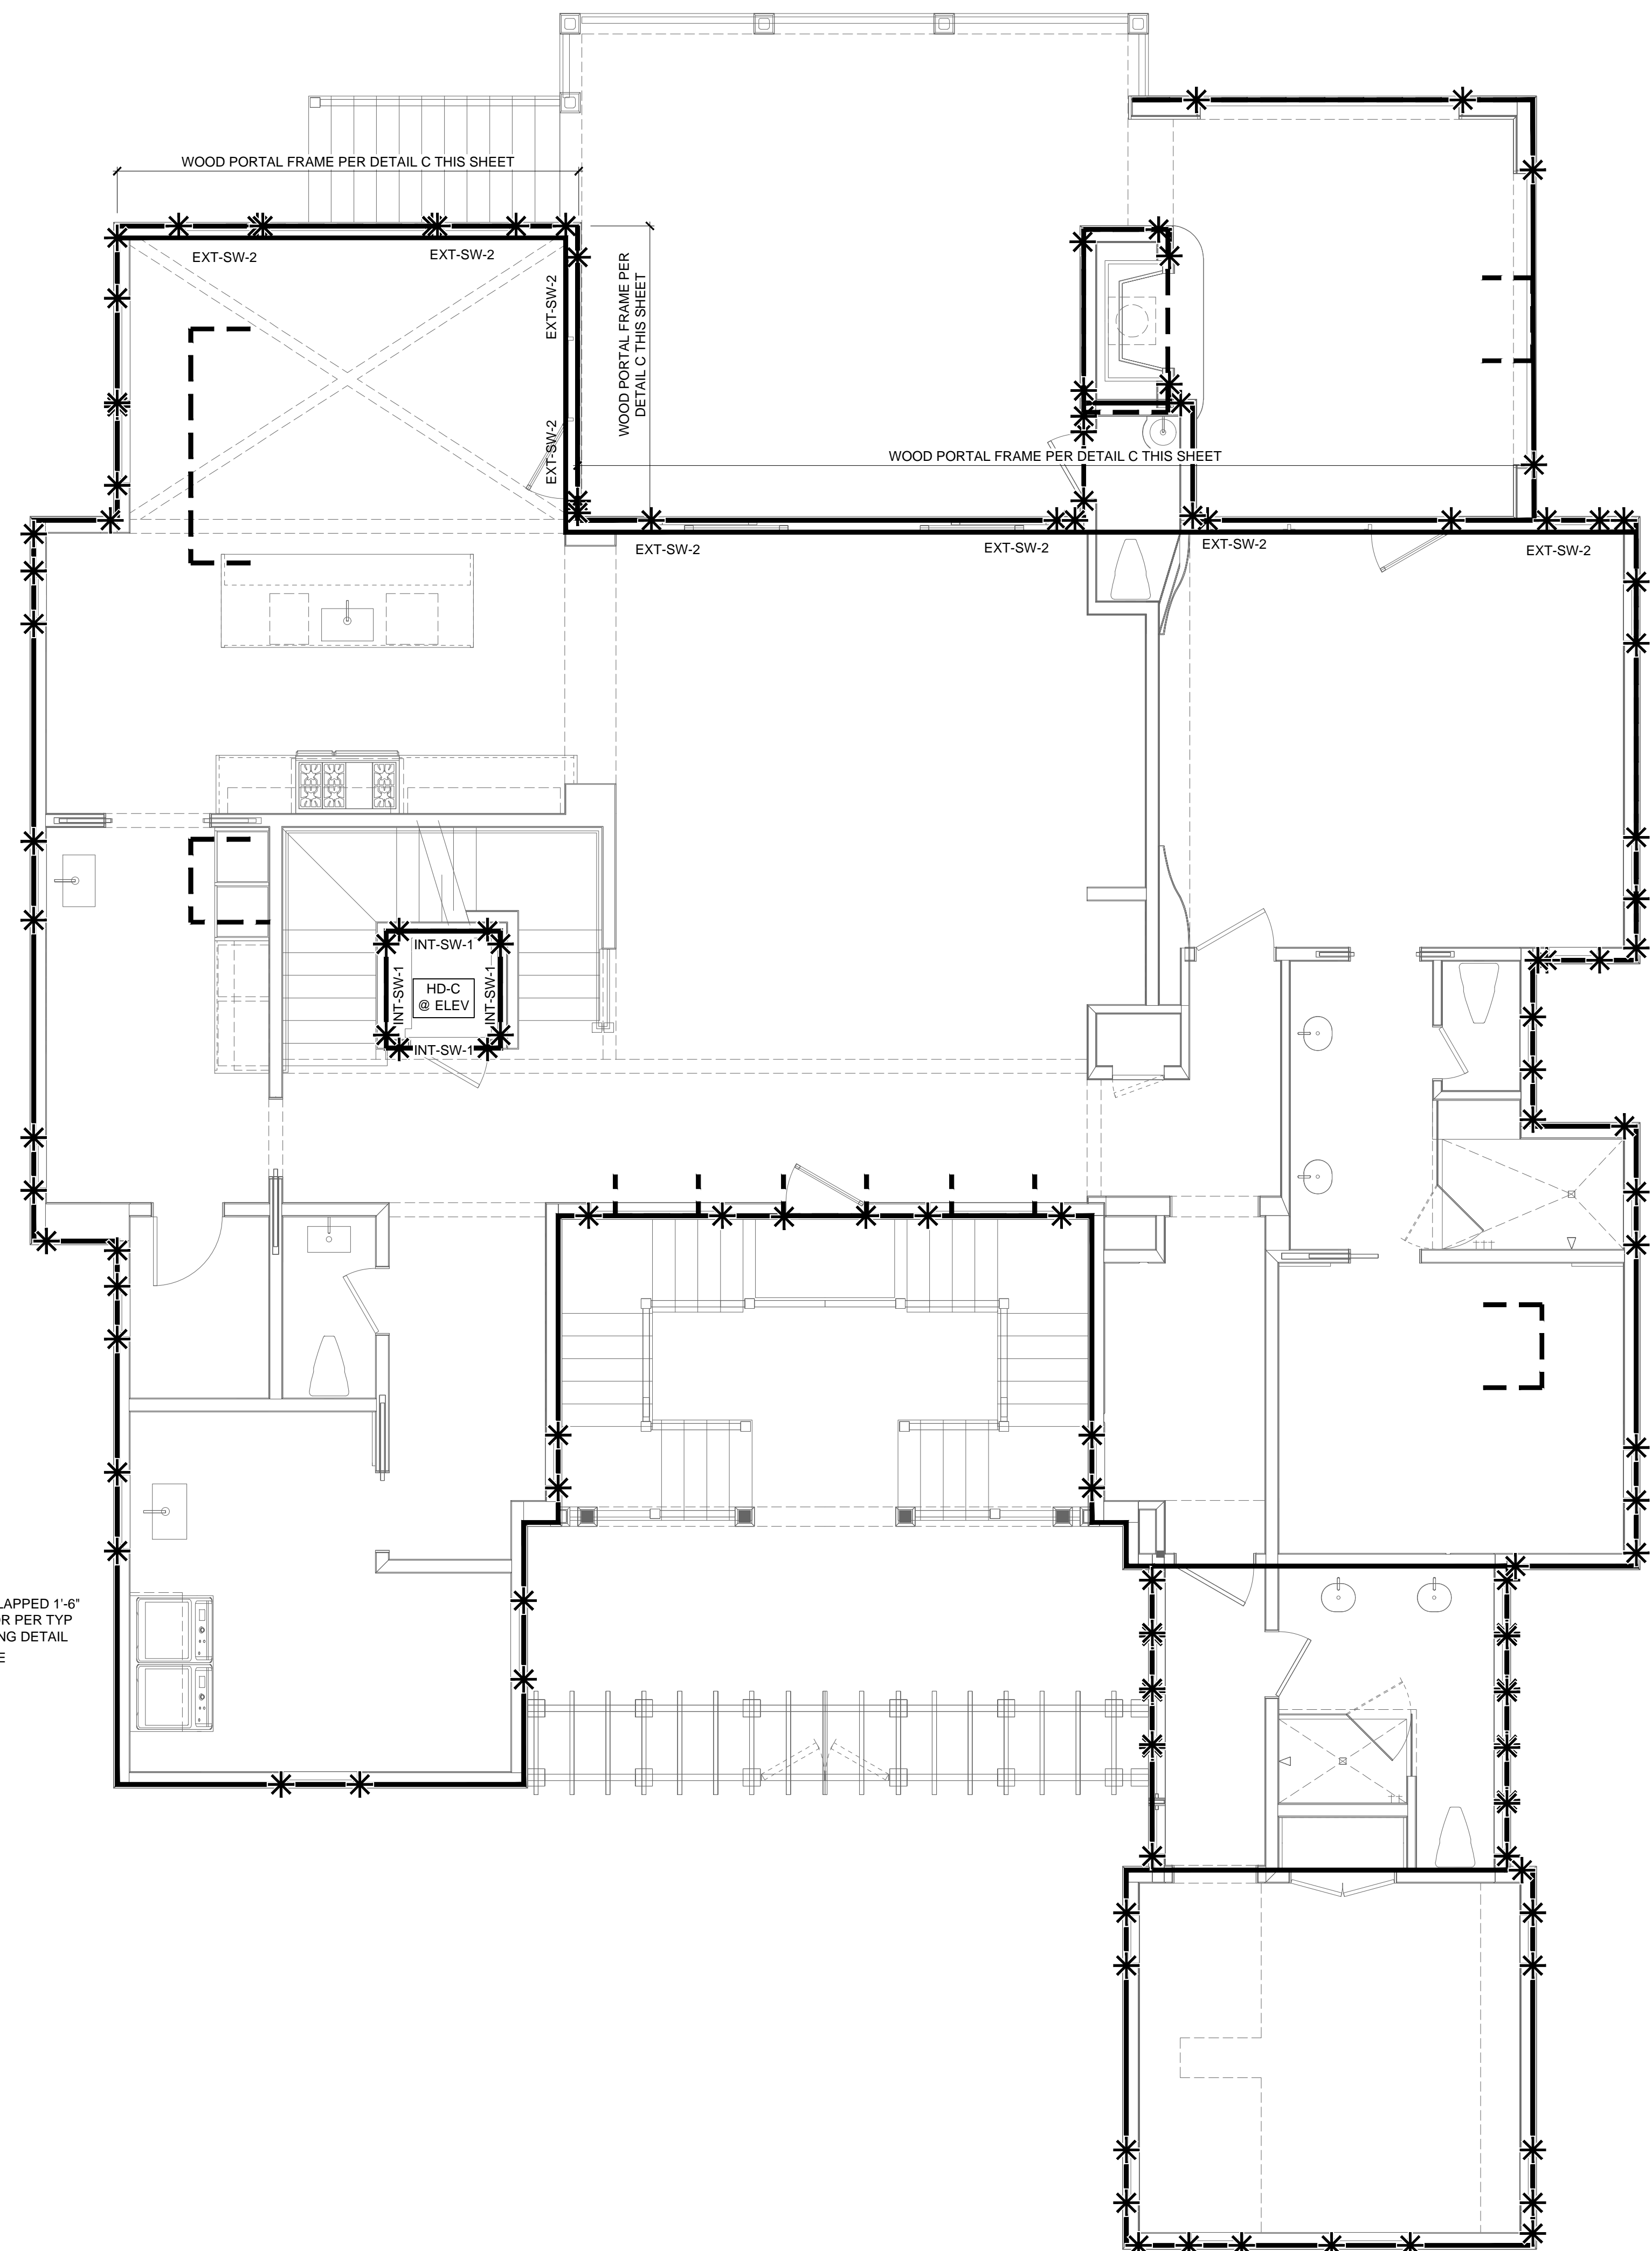 WOOD PORTAL FRAME PER DETAIL C THIS SHEET
EXT-SW-2
EXT-SW-2
EXT-SW-2
EXT-SW-2
WOOD PORTAL FRAME PER
DETAIL C THIS SHEET
WOOD PORTAL FRAME PER DETAIL C THIS SHEET
EXT-SW-2
EXT-SW-2
EXT-SW-2
EXT-SW-2
INT-SW-1
INT-SW-1
HD-C
@ ELEV
INT-SW-1
INT-SW-1
LAPPED 1'-6"
R PER TYP
NG DETAIL
E